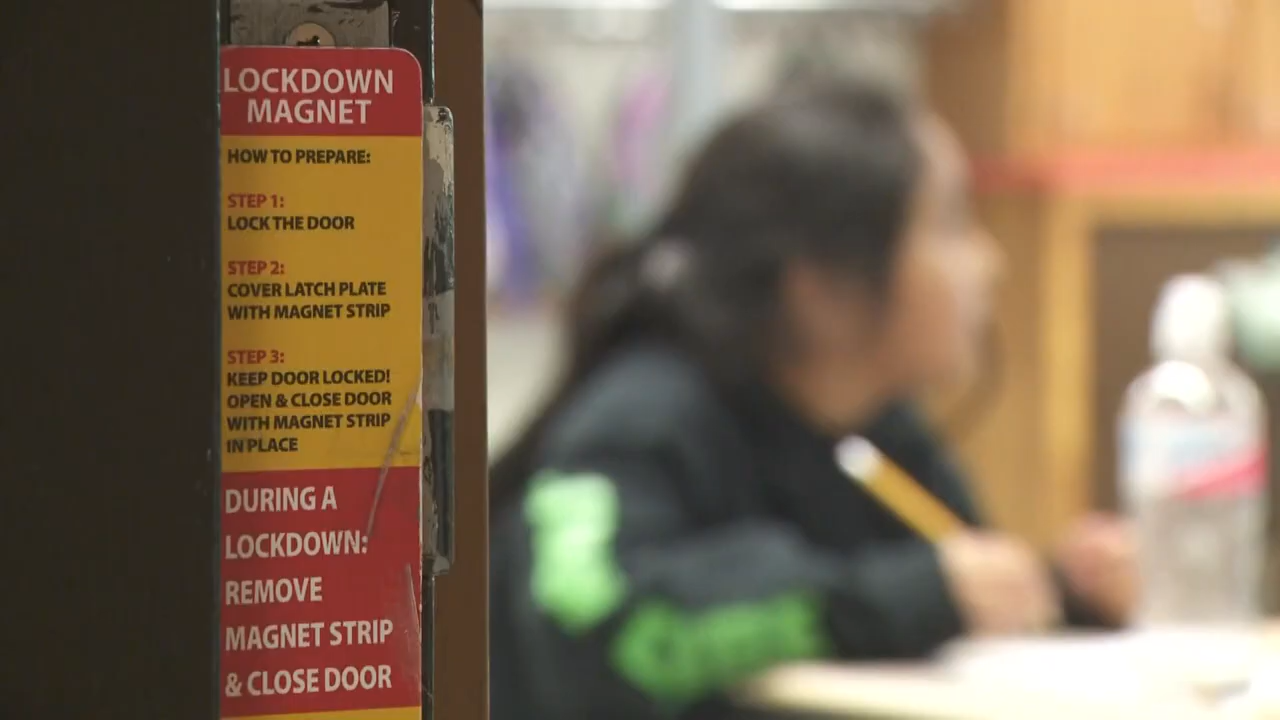 LOCKDOWN
MAGNET
HOW TO PREPARE:
STEP 1:
LOCK THE DOOR
STEP 2:
COVER LATCH PLATE
WITH MAGNET STRIP
STEP 3:
KEEP DOOR LOCKED!
OPEN & CLOSE DOOR
WITH MAGNET STRIP
IN PLACE
DURING A
LOCKDOWN:
REMOVE
MAGNET STRIP
& CLOSE DOOR